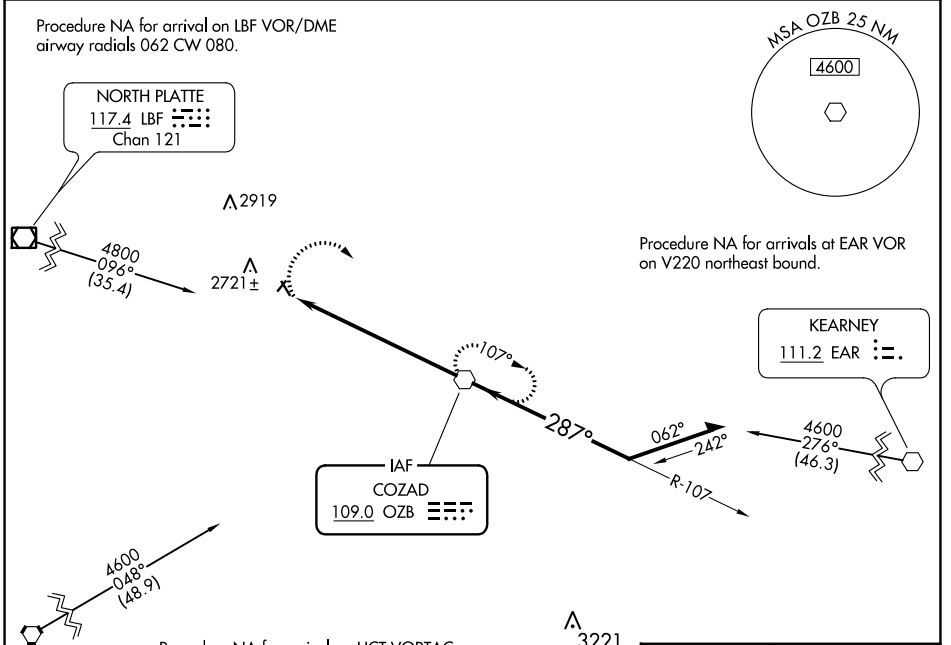 Procedure NA for arrival on LBF VOR/DME
airway radials 062 CW 080.
MSA OZB 25 NM
4600
NORTH PLATTE
117.4 LBF
Chan 121
2919
4800
096°
(35.4)
2721±
Procedure NA for arrivals at EAR VOR
on V220 northeast bound.
KEARNEY
111.2 EAR
107°
287°
062°
242°
4600
276°
(46.3)
R-107
IAF
COZAD
109.0 OZB
4600
048°
(48.9)
3221